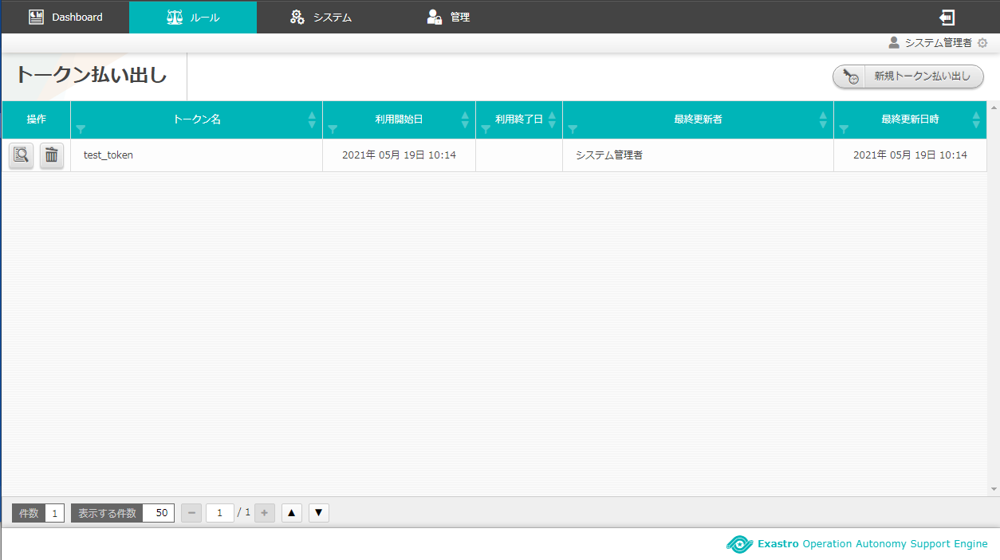 Dashboard ルール システム 管理
システム管理者
トークン払い出し
新規トークン払い出し
操作 トークン名 利用開始日 利用終了日 最終更新者 最終更新日時
test_token 2021年 05月 19日 10:14 システム管理者 2021年 05月 19日 10:14
件数 1 表示する件数 50 − 1 / 1 + ▲ ▼
Exastro Operation Autonomy Support Engine